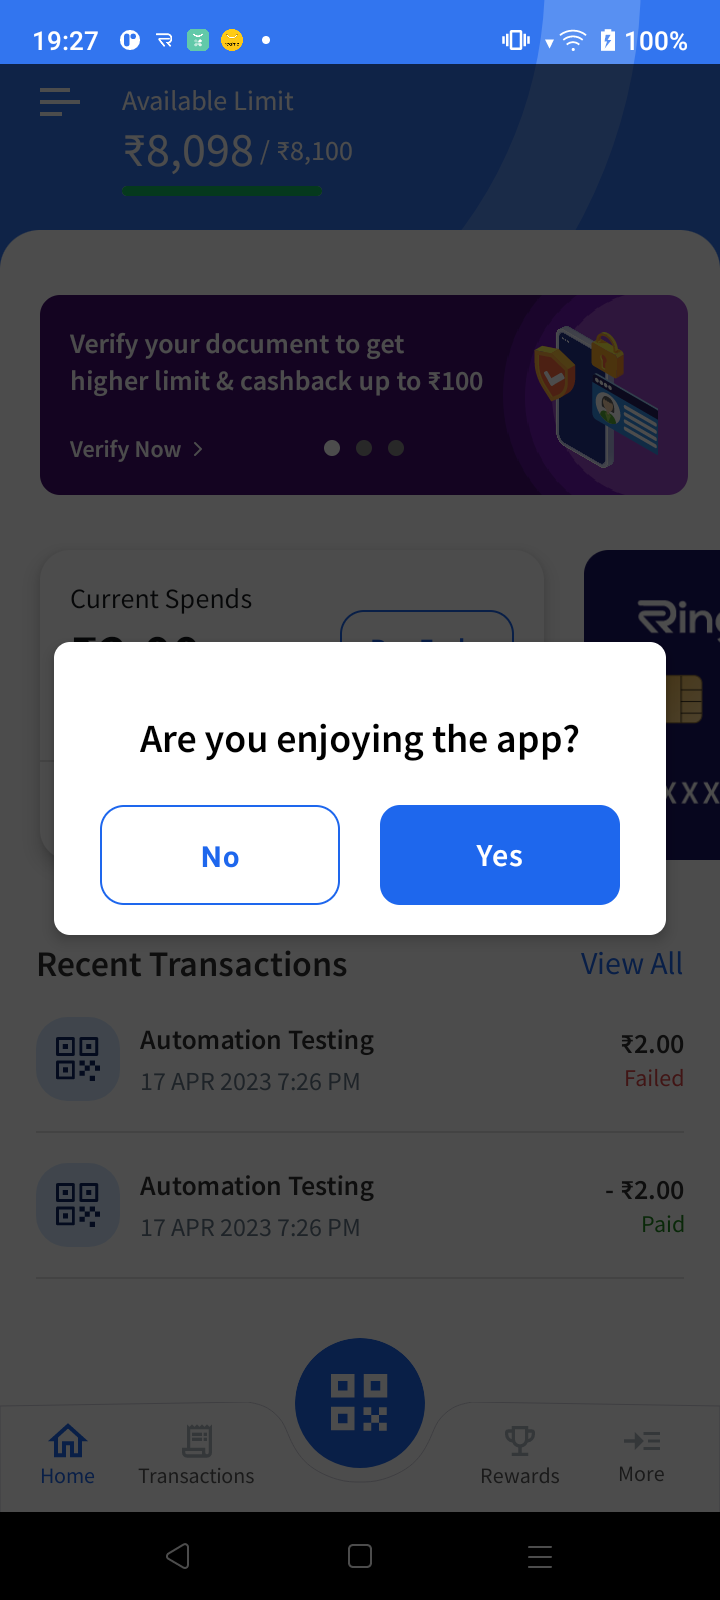 19:27
100%
Available Limit
₹8,098 / ₹8,100
Verify your document to get
higher limit & cashback up to ₹100
Verify Now
Current Spends
Ring
XXX
Are you enjoying the app?
No
Yes
Recent Transactions
View All
Automation Testing
₹2.00
17 APR 2023 7:26 PM
Failed
Automation Testing
- ₹2.00
17 APR 2023 7:26 PM
Paid
Home
Transactions
Rewards
More